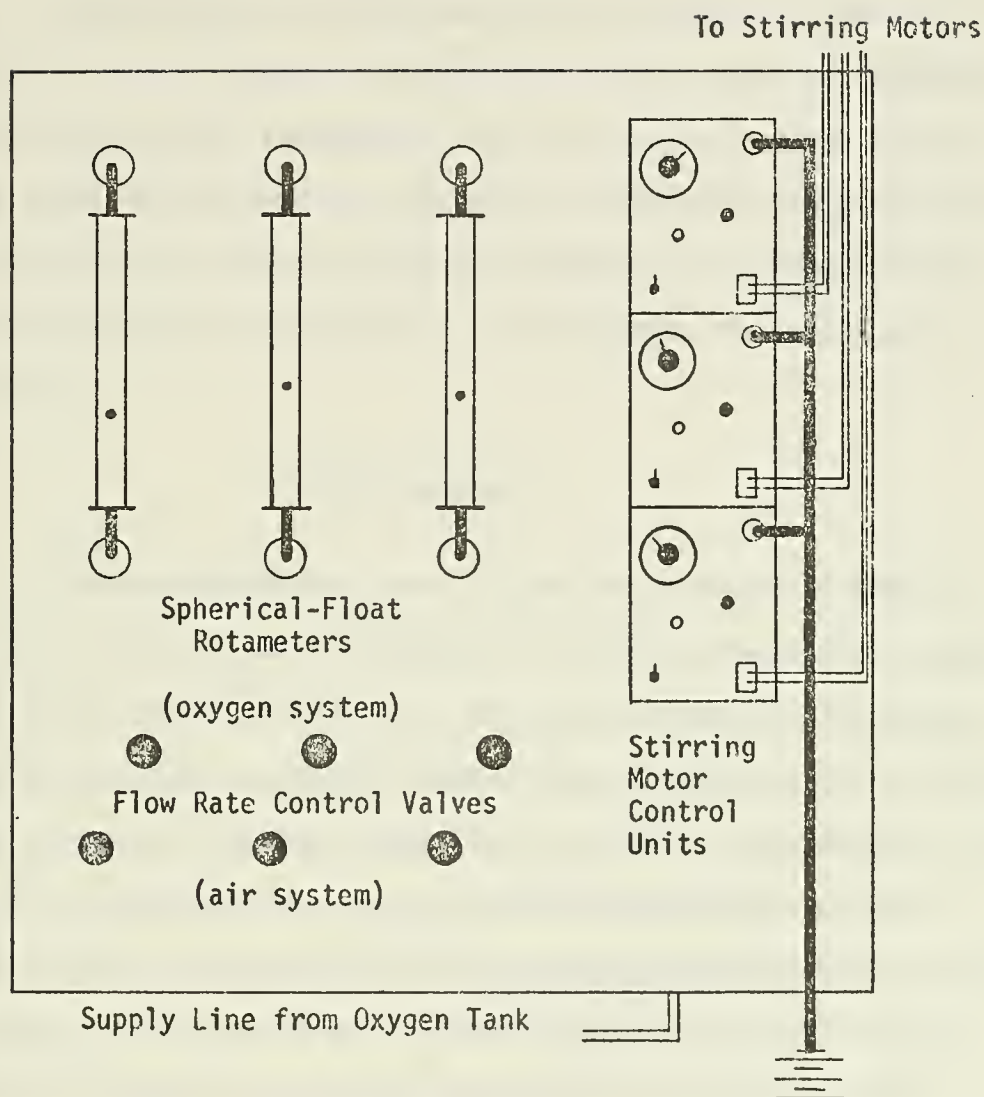 To Stirring Motors
Spherical-Float
Rotameters
(oxygen system)
Flow Rate Control Valves
(air system)
Stirring
Motor
Control
Units
Supply Line from Oxygen Tank